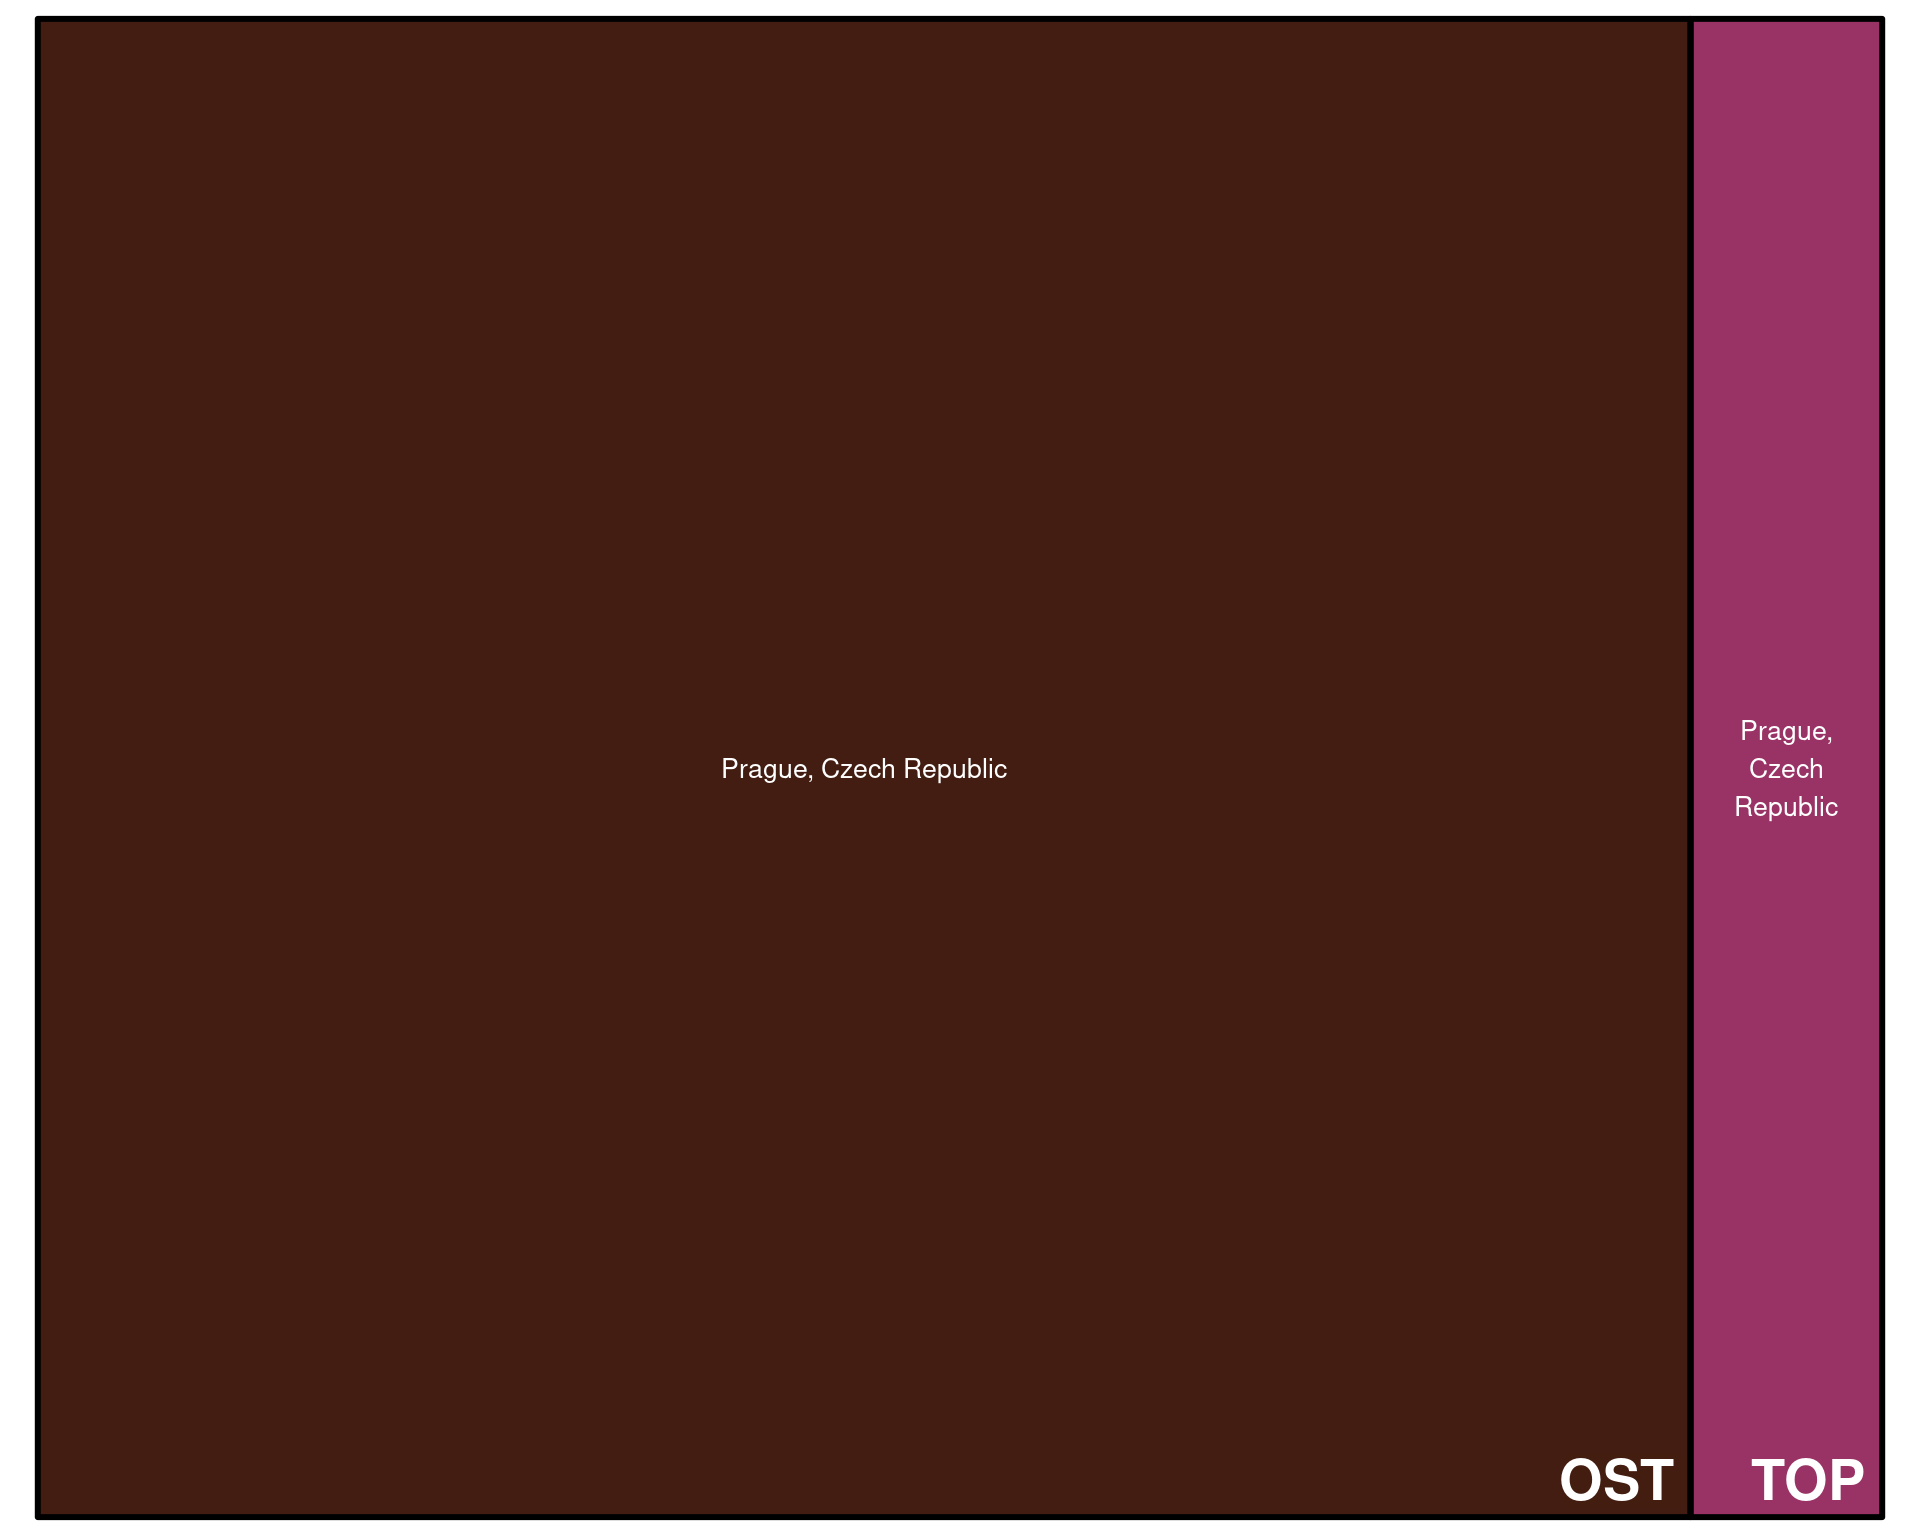 Prague, Czech Republic
Prague,
Czech
Republic
OST
TOP